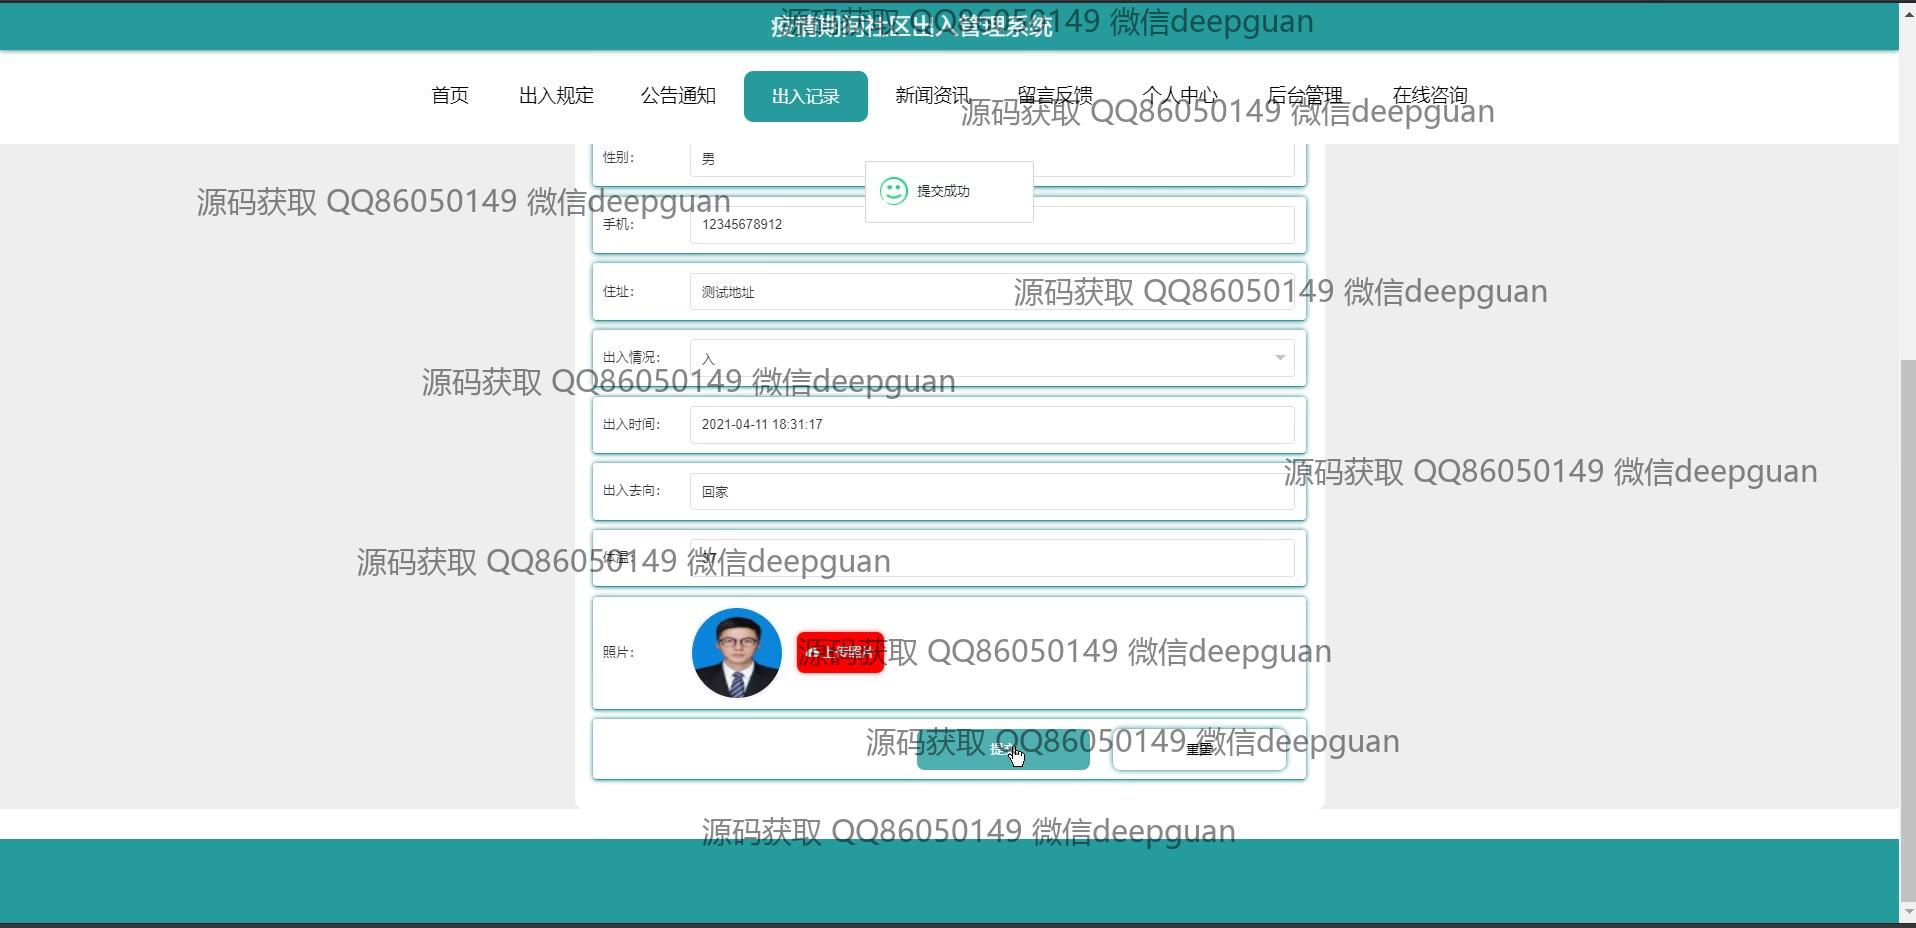 疫情期间社区出入管理系统
源码获取 QQ86050149 微信deepguan
首页 出入规定 公告通知 出入记录 新闻资讯 留言反馈 个人中心 后台管理 在线咨询
源码获取 QQ86050149 微信deepguan
性别： 男
提交成功
源码获取 QQ86050149 微信deepguan
手机： 12345678912
住址： 测试地址
源码获取 QQ86050149 微信deepguan
出入情况： 入
源码获取 QQ86050149 微信deepguan
出入时间： 2021-04-11 18:31:17
源码获取 QQ86050149 微信deepguan
出入去向： 回家
体温： 37
源码获取 QQ86050149 微信deepguan
照片： 上传照片
源码获取 QQ86050149 微信deepguan
提交 重置
源码获取 QQ86050149 微信deepguan
源码获取 QQ86050149 微信deepguan